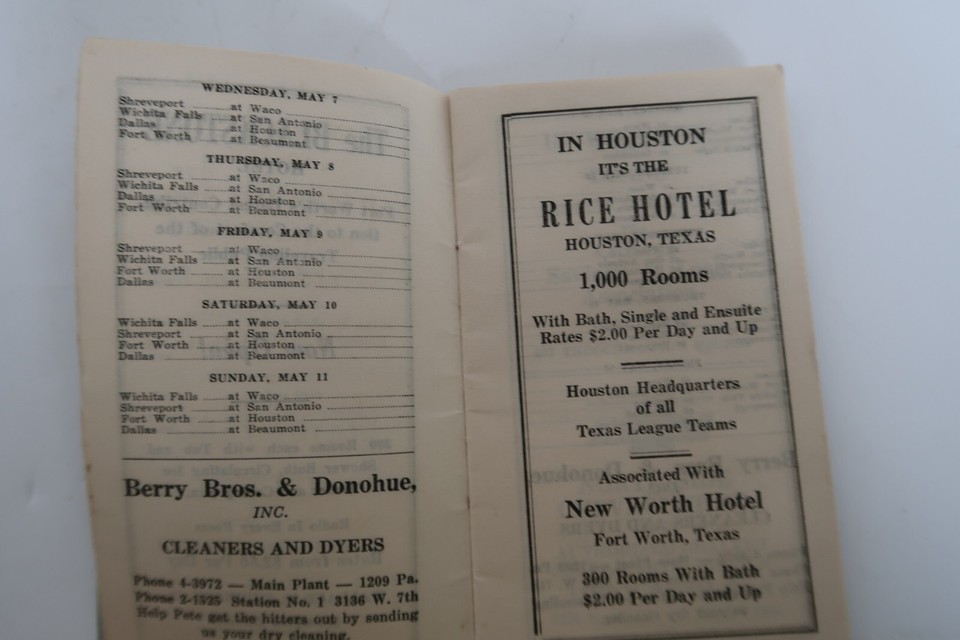 WEDNESDAY, MAY 7
Shreveport ........ at Waco
Wichita Falls ..... at San Antonio
Dallas ........ at Houston
Fort Worth ........ at Beaumont
THURSDAY, MAY 8
Shreveport ........ at Waco
Wichita Falls ..... at San Antonio
Dallas ........ at Houston
Fort Worth ........ at Beaumont
FRIDAY, MAY 9
Shreveport ........ at Waco
Wichita Falls ..... at San Antonio
Fort Worth ........ at Houston
Dallas ........ at Beaumont
SATURDAY, MAY 10
Wichita Falls ..... at Waco
Shreveport ........ at San Antonio
Fort Worth ........ at Houston
Dallas ........ at Beaumont
SUNDAY, MAY 11
Wichita Falls ..... at Waco
Shreveport ........ at San Antonio
Fort Worth ........ at Houston
Dallas ........ at Beaumont
Berry Bros. & Donohue,
INC.
CLEANERS AND DYERS
Phone 4-3972 — Main Plant — 1209 Pa.
Phone 2-1525 Station No. 1 3136 W. 7th
Help Pete get the hitters out by sending
us your dry cleaning.
IN HOUSTON
IT'S THE
RICE HOTEL
HOUSTON, TEXAS
1,000 Rooms
With Bath, Single and Ensuite
Rates $2.00 Per Day and Up
Houston Headquarters
of all
Texas League Teams
Associated With
New Worth Hotel
Fort Worth, Texas
300 Rooms With Bath
$2.00 Per Day and Up